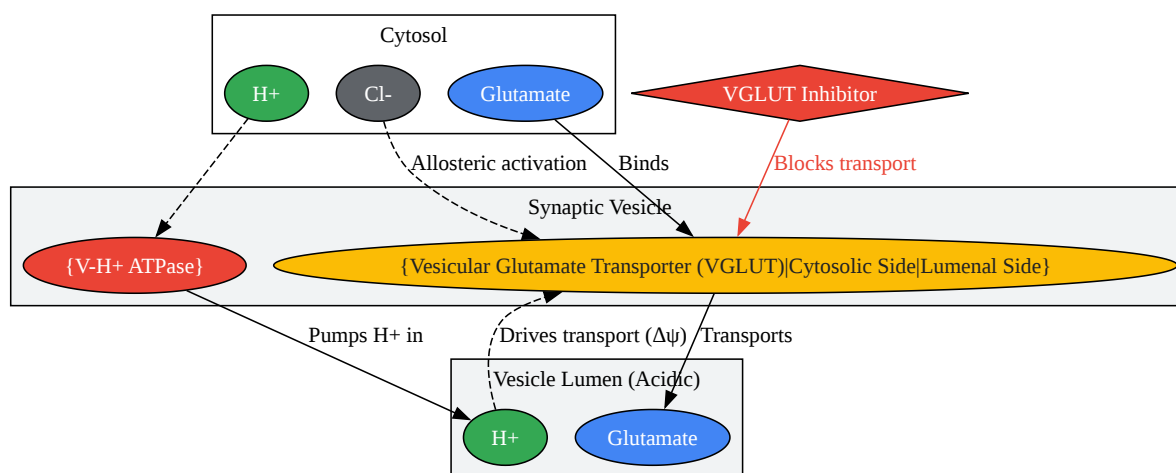 Cytosol
H+
Cl-
Glutamate
VGLUT Inhibitor
Allosteric activation
Binds
Blocks transport
Synaptic Vesicle
{V-H+ ATPase}
{Vesicular Glutamate Transporter (VGLUT)|Cytosolic Side|Lumenal Side}
Pumps H+ in
Drives transport (Δψ)
Transports
Vesicle Lumen (Acidic)
H+
Glutamate